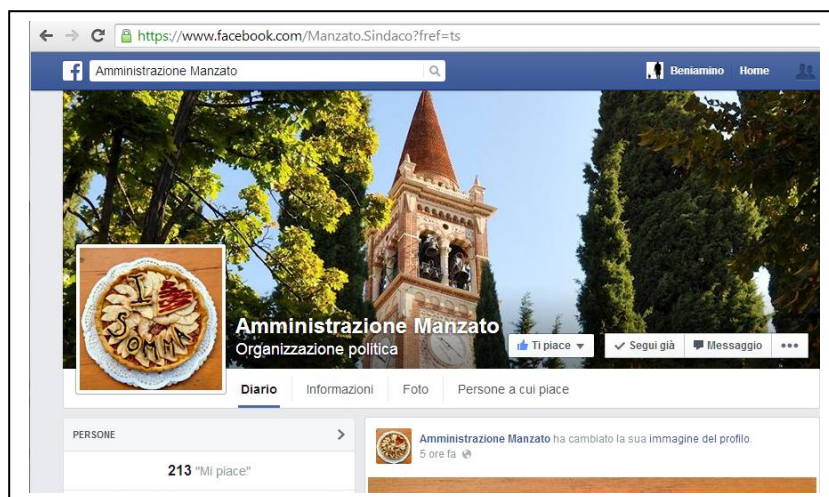 https://www.facebook.com/Manzato.Sindaco?fref=ts
f Amministrazione Manzato Beniamino Home
I
SOMMA
Amministrazione Manzato
Organizzazione politica
Ti piace Segui già Messaggio
Diario Informazioni Foto Persone a cui piace
PERSONE
213 "Mi piace"
Amministrazione Manzato ha cambiato la sua immagine del profilo.
5 ore fa